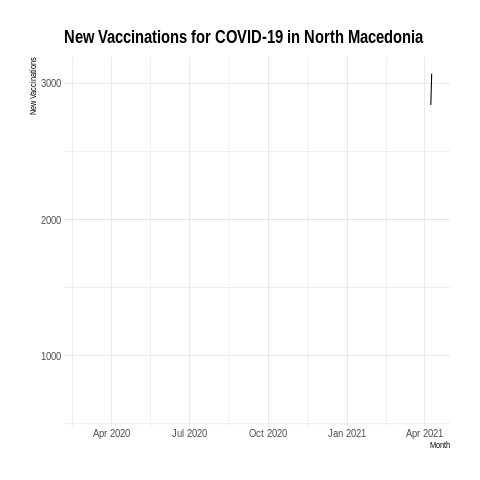 New Vaccinations for COVID-19 in North Macedonia
New Vaccinations
3000
2000
1000
Apr 2020
Jul 2020
Oct 2020
Jan 2021
Apr 2021
Month